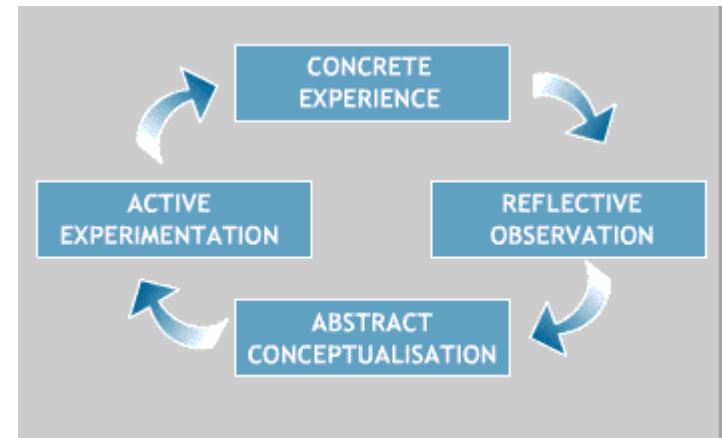 CONCRETE
EXPERIENCE
REFLECTIVE
OBSERVATION
ABSTRACT
CONCEPTUALISATION
ACTIVE
EXPERIMENTATION